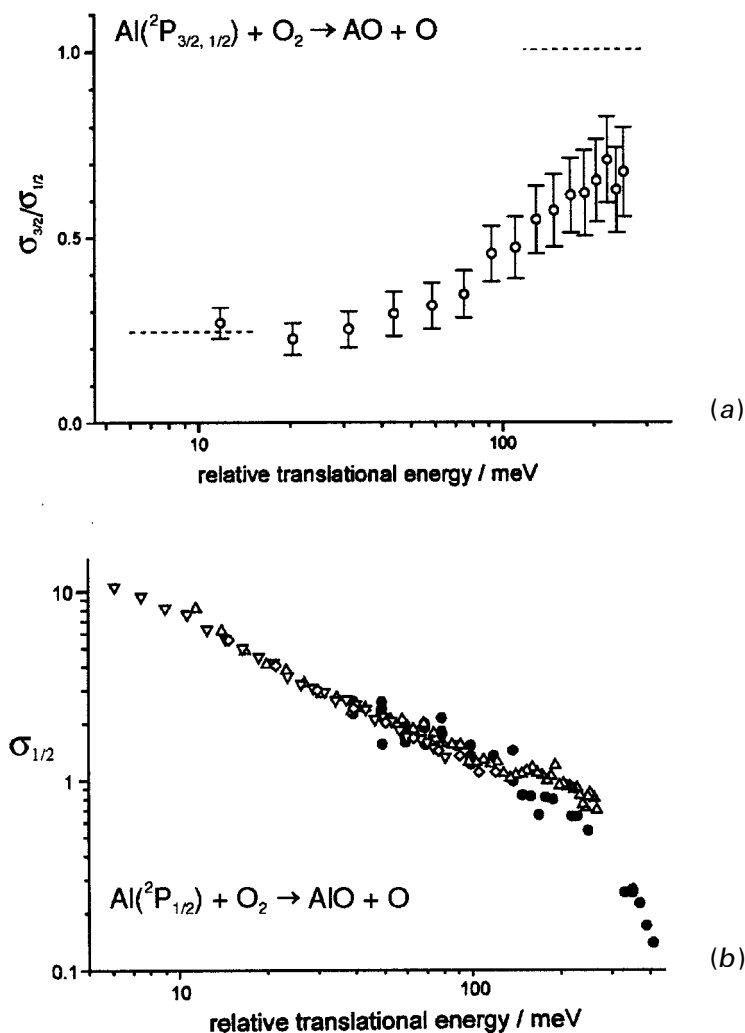 Al(²P₃/₂, ₁/₂) + O₂ → AO + O
1.0
0.5
0.0
σ₃/₂/σ₁/₂
10
100
relative translational energy / meV
(a)
10
1
0.1
σ₁/₂
Al(²P₁/₂) + O₂ → AlO + O
10
100
relative translational energy / meV
(b)